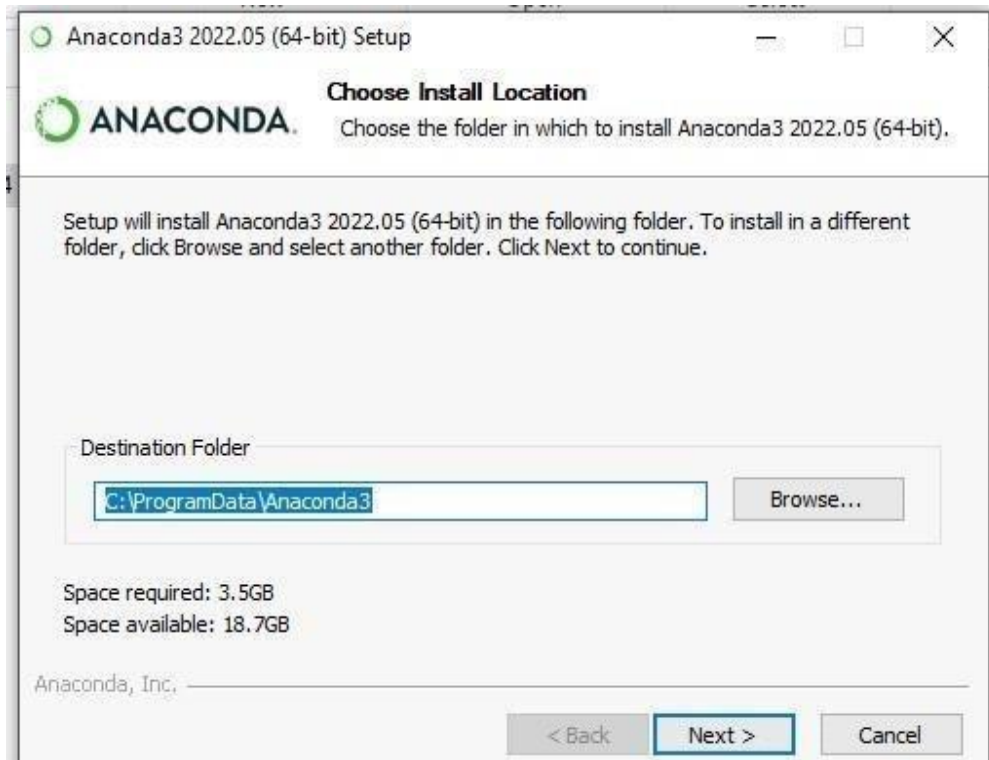 Anaconda3 2022.05 (64-bit) Setup
ANACONDA.
Choose Install Location
Choose the folder in which to install Anaconda3 2022.05 (64-bit).
4
Setup will install Anaconda3 2022.05 (64-bit) in the following folder. To install in a different
folder, click Browse and select another folder. Click Next to continue.
Destination Folder
C:\ProgramData\Anaconda3
Browse...
Space required: 3.5GB
Space available: 18.7GB
Anaconda, Inc.
< Back
Next >
Cancel